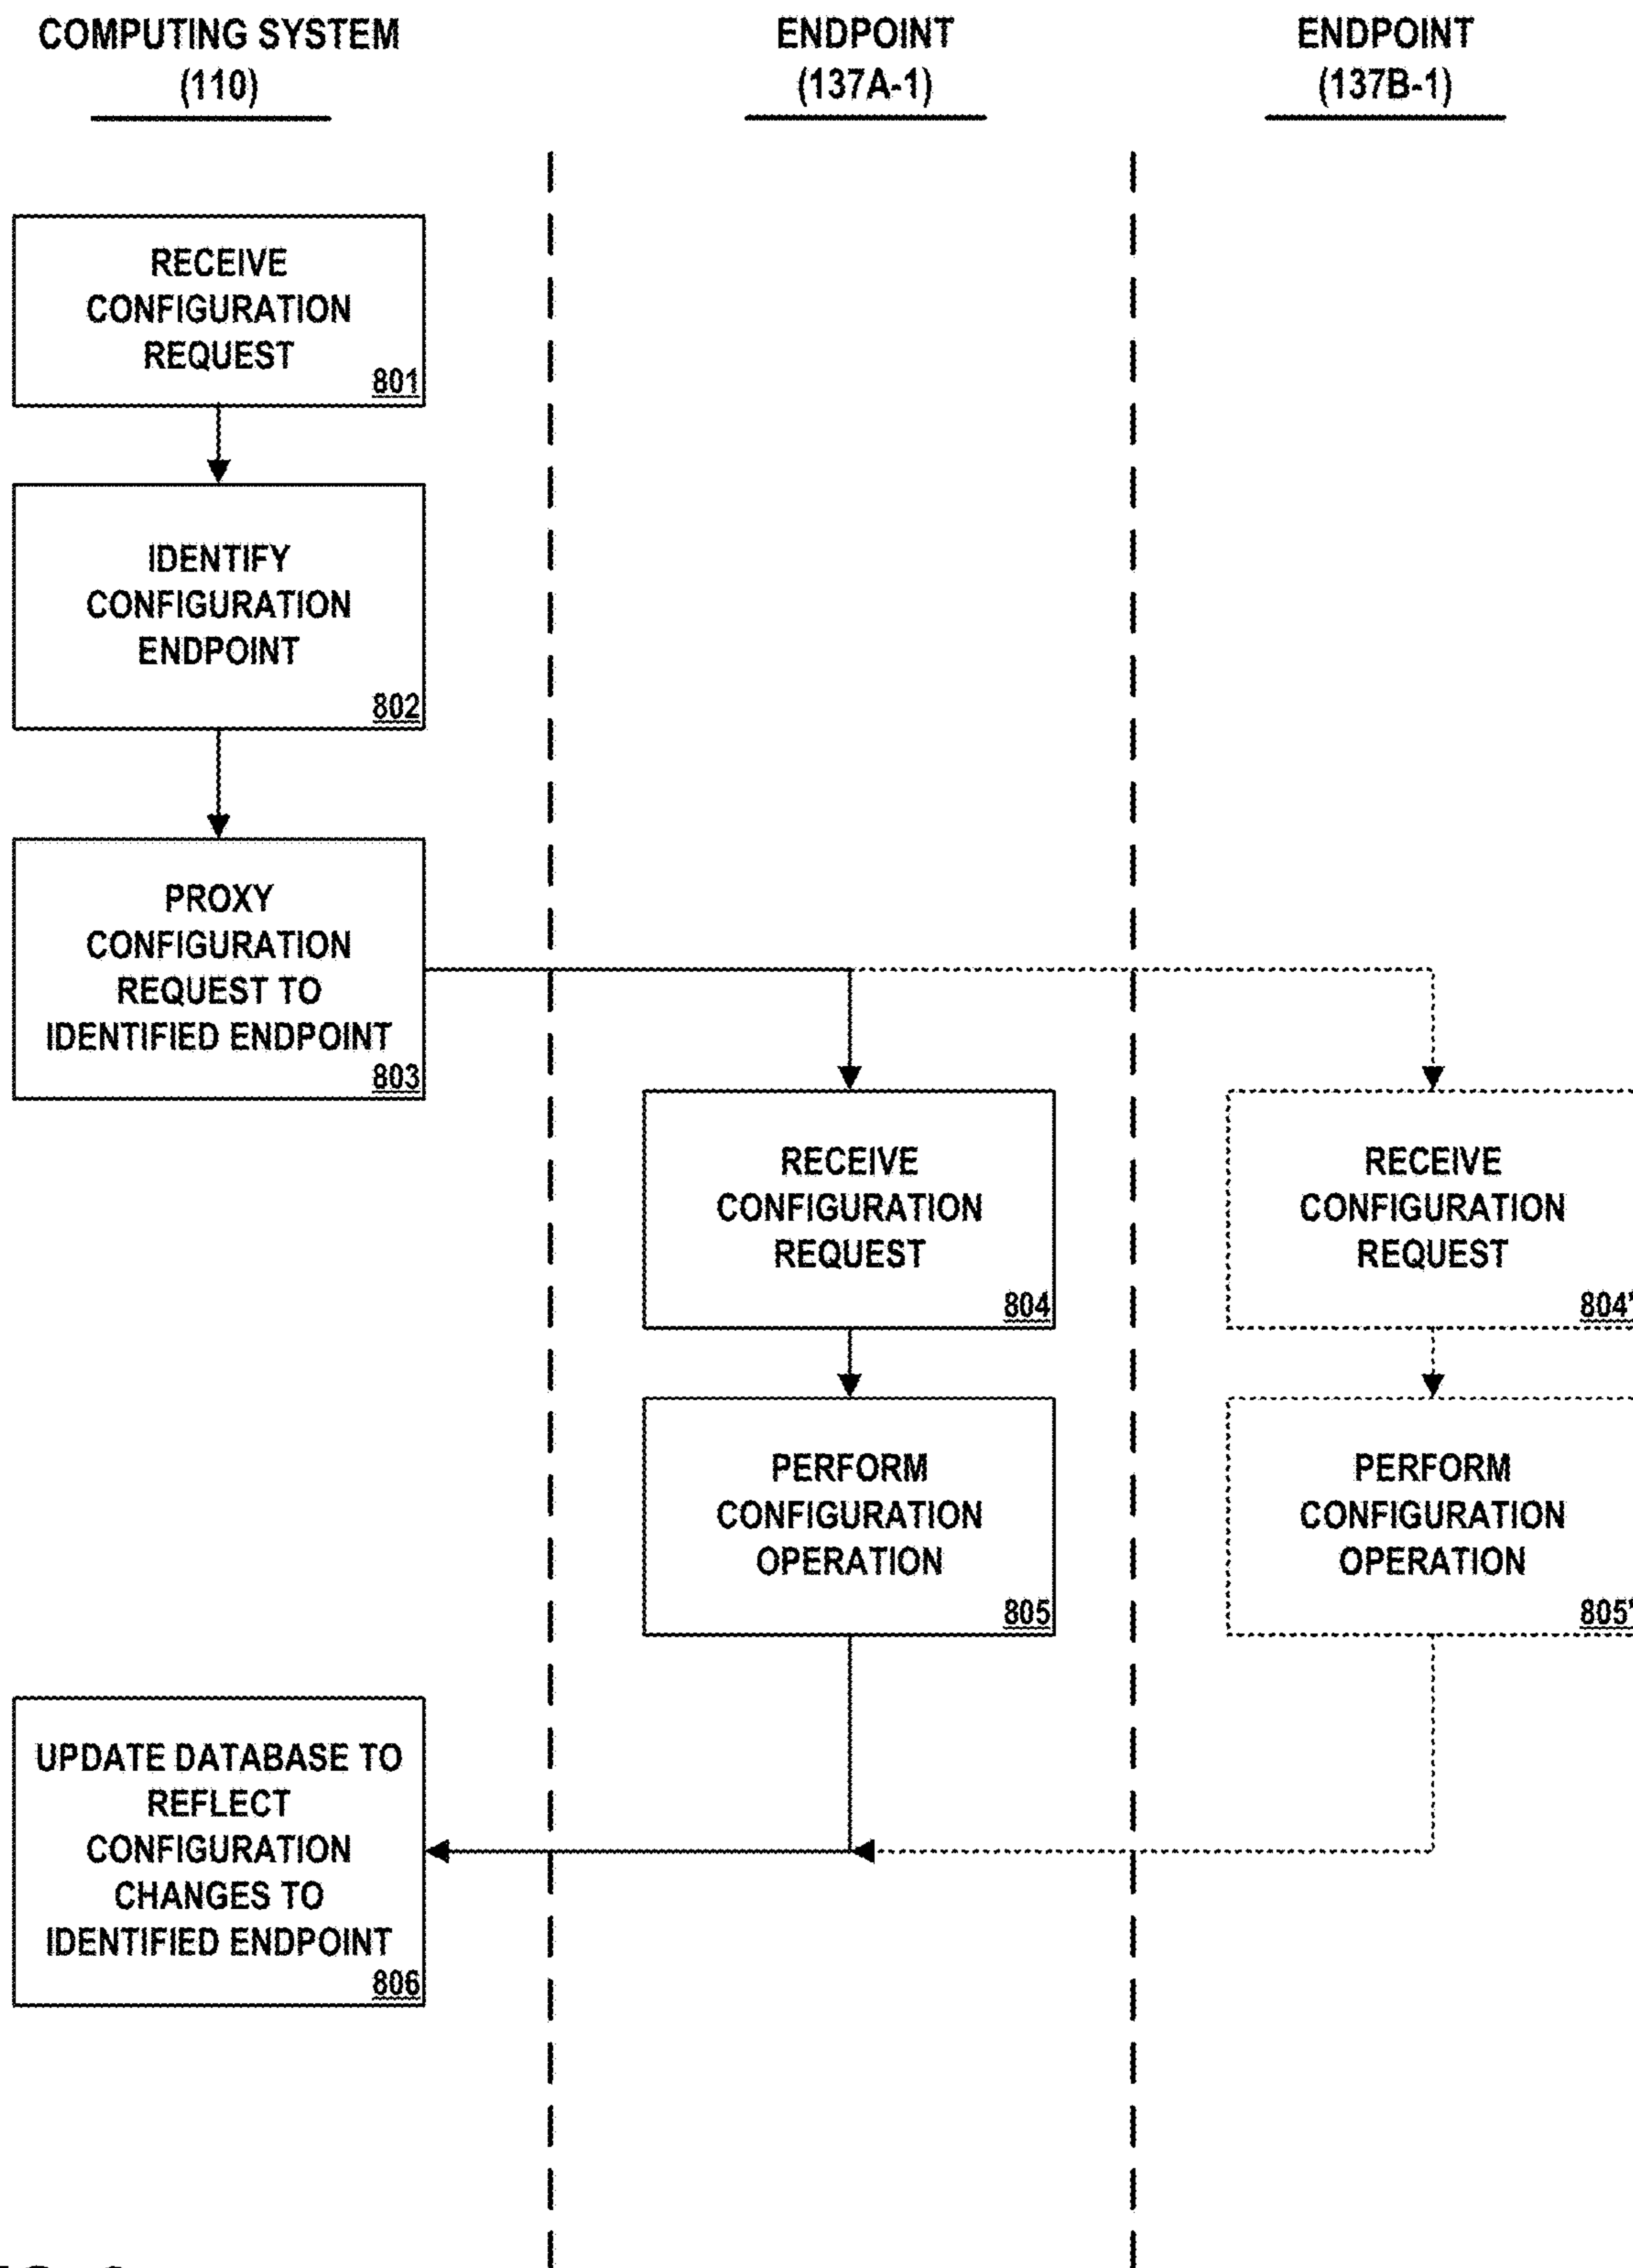 COMPUTING SYSTEM
(110)
ENDPOINT
(137A-1)
ENDPOINT
(137B-1)
RECEIVE
CONFIGURATION
REQUEST
801
IDENTIFY
CONFIGURATION
ENDPOINT
802
PROXY
CONFIGURATION
REQUEST TO
IDENTIFIED ENDPOINT
803
RECEIVE
CONFIGURATION
REQUEST
804
RECEIVE
CONFIGURATION
REQUEST
804'
PERFORM
CONFIGURATION
OPERATION
805
PERFORM
CONFIGURATION
OPERATION
805'
UPDATE DATABASE TO
REFLECT
CONFIGURATION
CHANGES TO
IDENTIFIED ENDPOINT
806